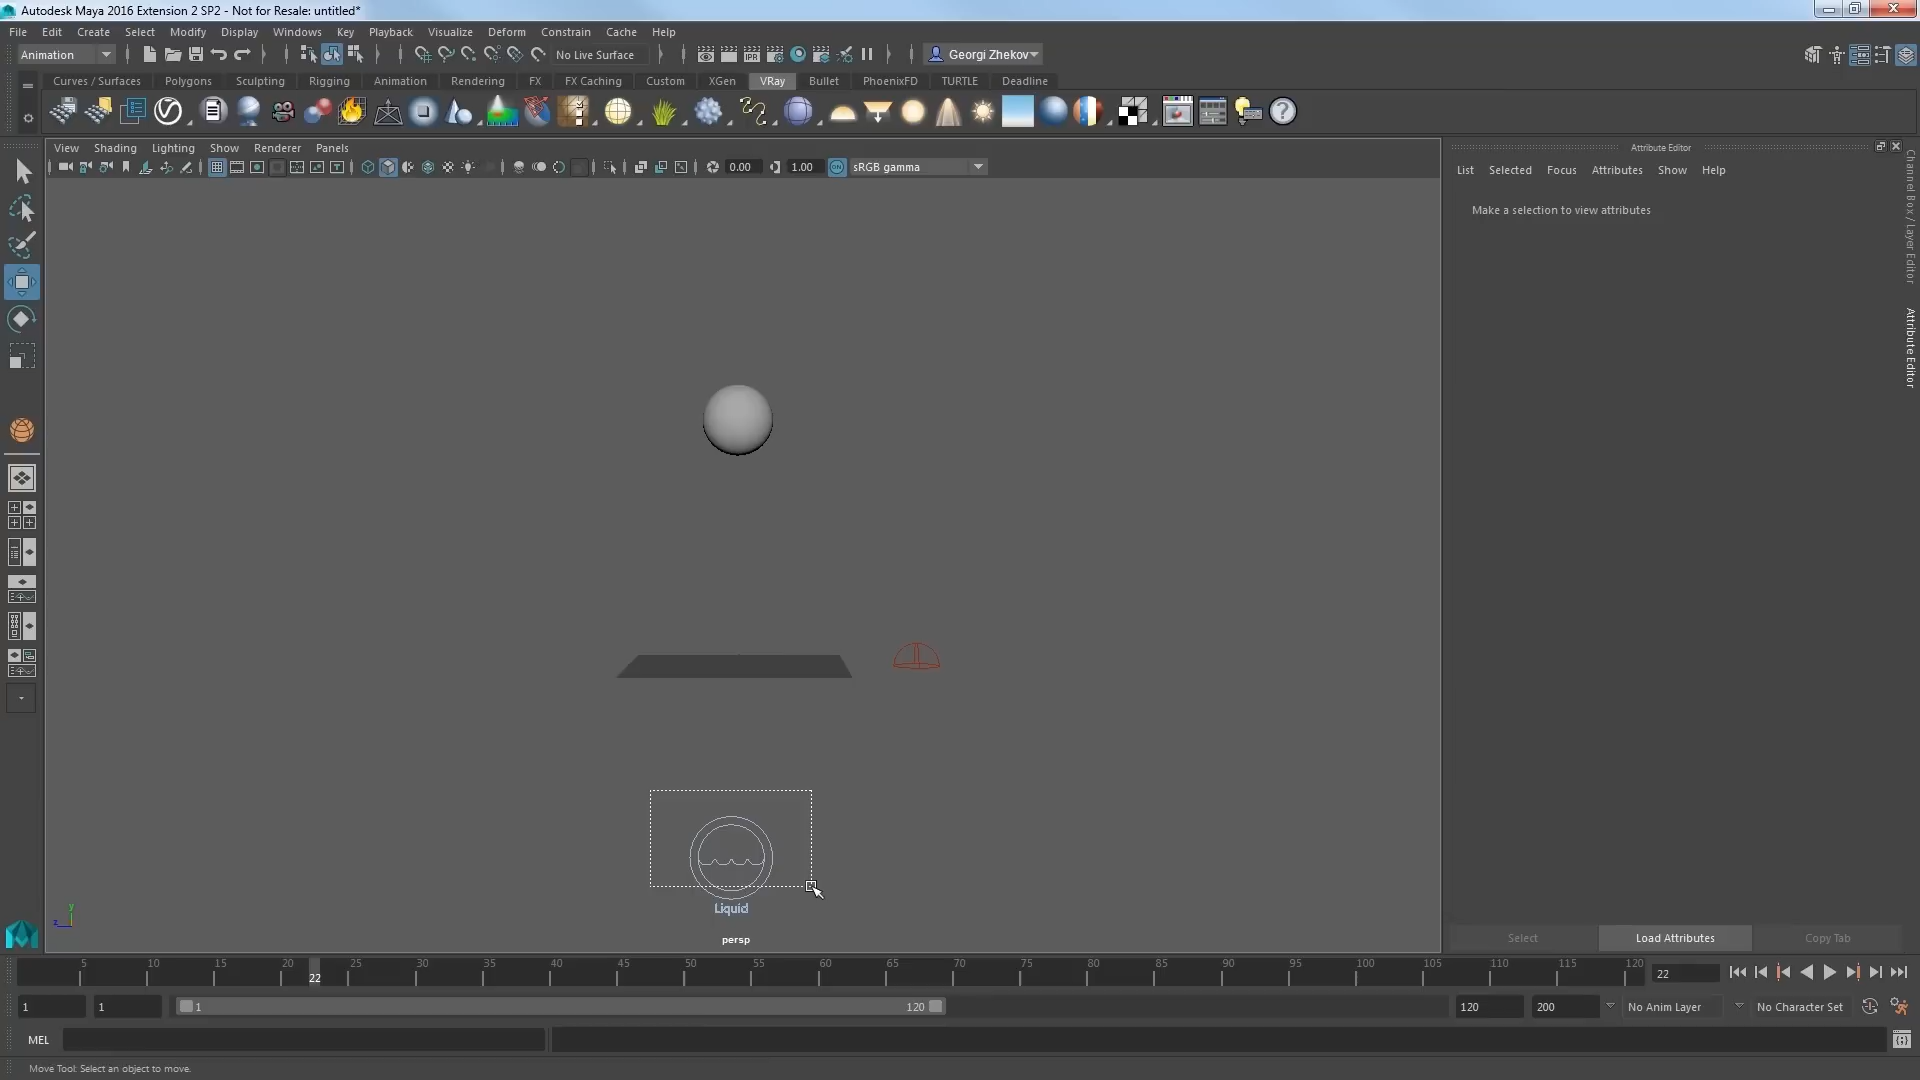 Autodesk Maya 2016 Extension 2 SP2 - Not for Resale: untitled*
File Edit Create Select Modify Display Windows Key Playback Visualize Deform Constrain Cache Help
Animation No Live Surface Georgi Zhekov
Curves / Surfaces Polygons Sculpting Rigging Animation Rendering FX FX Caching Custom XGen VRay Bullet PhoenixFD TURTLE Deadline
View Shading Lighting Show Renderer Panels
0.00 1.00 ON sRGB gamma
Attribute Editor
List Selected Focus Attributes Show Help
Make a selection to view attributes
Channel Box / Layer Editor
Attribute Editor
Liquid
persp
y
z
Select Load Attributes Copy Tab
5 10 15 20 25 30 35 40 45 50 55 60 65 70 75 80 85 90 95 100 105 110 115 120
22
22
1 1 1 120 120 200 No Anim Layer No Character Set
MEL
Move Tool: Select an object to move.